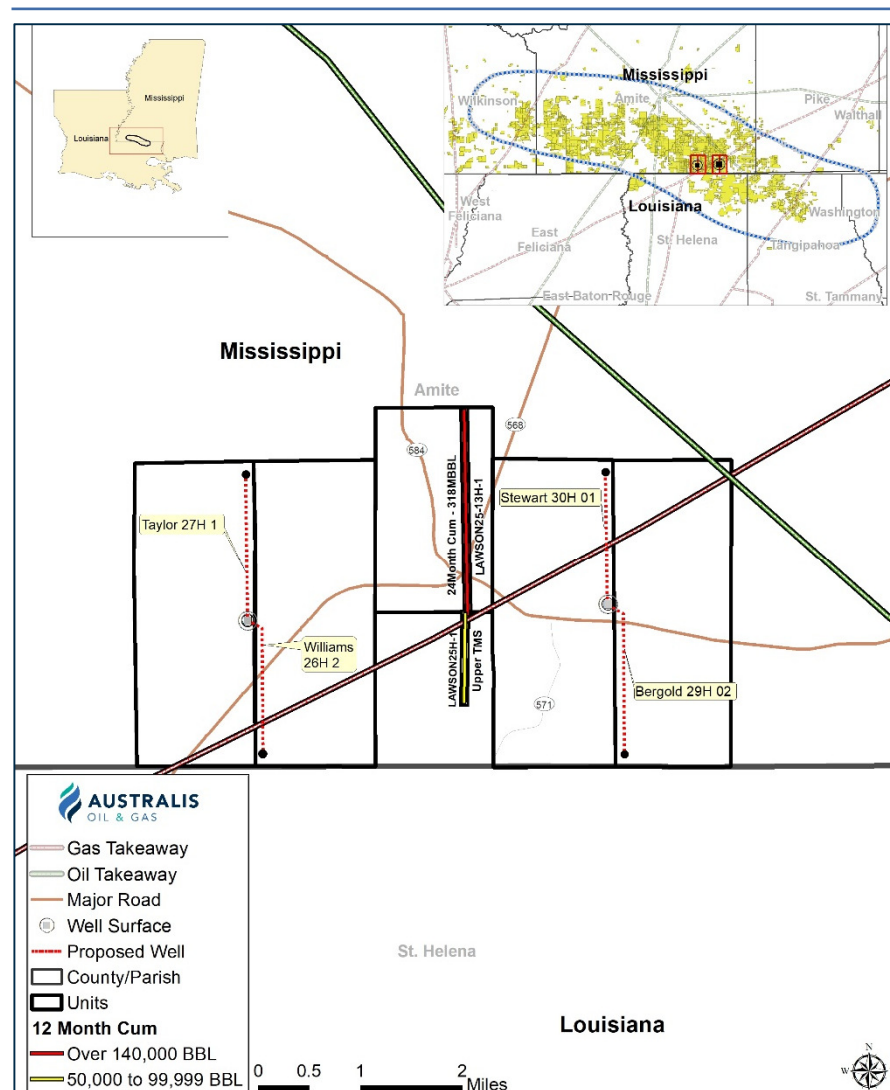 Mississippi
Louisiana
Mississippi
Wilkinson
Amite
Pike
Walthall
West
Feliciana
Louisiana
Washington
East
Feliciana
St. Helena
Tangipahoa
East Baton Rouge
St. Tammany
Mississippi
Amite
584
568
Taylor 27H 1
24Month Cum - 318MBBL
LAWSON25-13H-1
Stewart 30H 01
Williams
26H 2
LAWSON25H-1
Upper TMS
571
Bergold 29H 02
AUSTRALIS
OIL & GAS
Gas Takeaway
Oil Takeaway
Major Road
Well Surface
Proposed Well
County/Parish
Units
12 Month Cum
Over 140,000 BBL
50,000 to 99,999 BBL
St. Helena
Louisiana
0 0.5 1 2
Miles
N
W